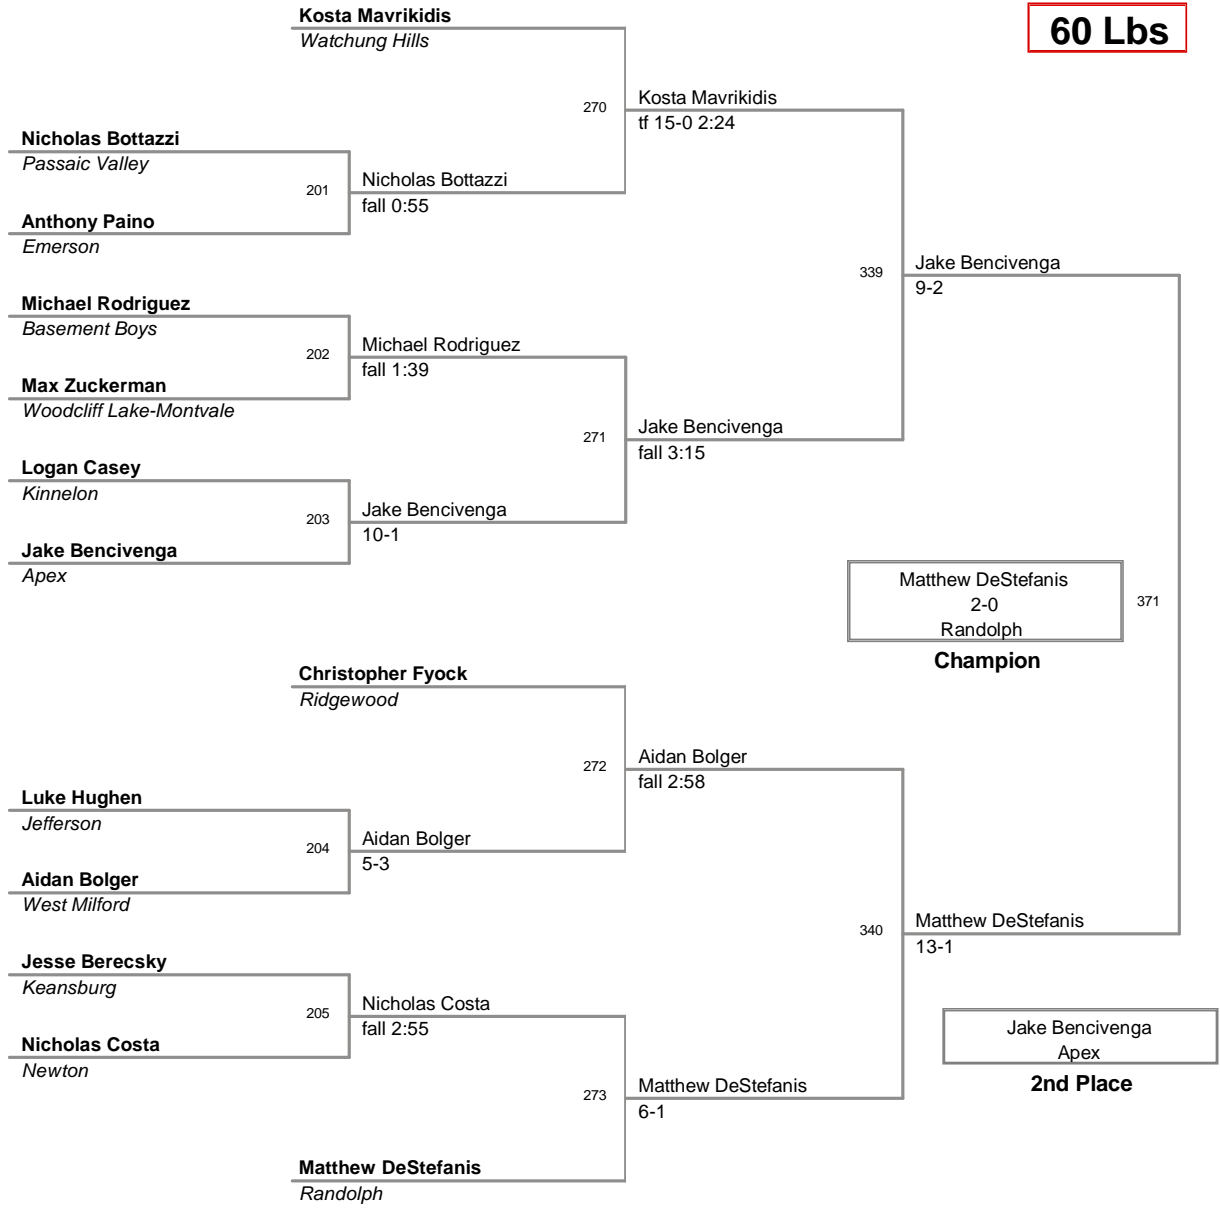 Kosta Mavrikidis
Watchung Hills
60 Lbs
270
Kosta Mavrikidis
tf 15-0 2:24
Nicholas Bottazzi
Passaic Valley
201
Nicholas Bottazzi
fall 0:55
Anthony Paino
Emerson
339
Jake Bencivenga
9-2
Michael Rodriguez
Basement Boys
202
Michael Rodriguez
fall 1:39
Max Zuckerman
Woodcliff Lake-Montvale
271
Jake Bencivenga
fall 3:15
Logan Casey
Kinnelon
203
Jake Bencivenga
10-1
Jake Bencivenga
Apex
Matthew DeStefanis
2-0
Randolph
Champion
371
Christopher Fyock
Ridgewood
272
Aidan Bolger
fall 2:58
Luke Hughen
Jefferson
204
Aidan Bolger
5-3
Aidan Bolger
West Milford
340
Matthew DeStefanis
13-1
Jesse Berecsky
Keansburg
205
Nicholas Costa
fall 2:55
Nicholas Costa
Newton
Jake Bencivenga
Apex
2nd Place
273
Matthew DeStefanis
6-1
Matthew DeStefanis
Randolph